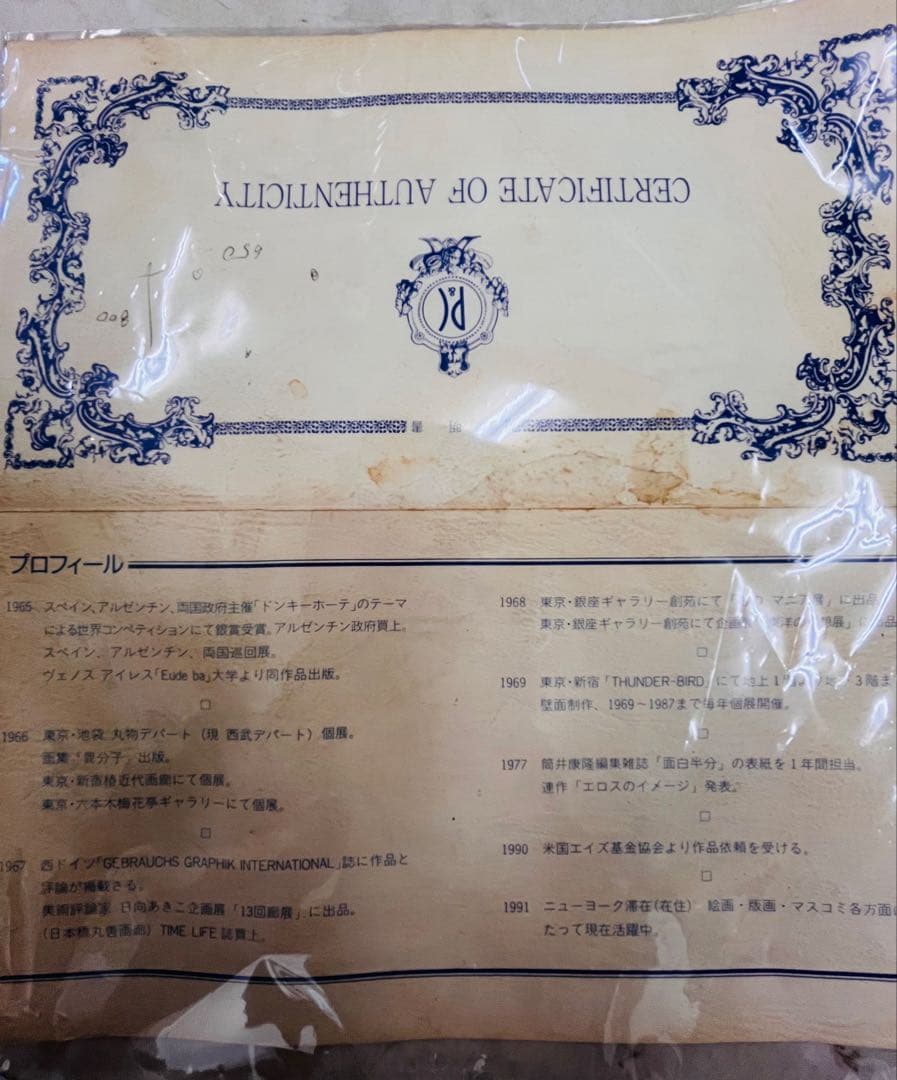 CERTIFICATE OF AUTHENTICITY
プロフィール
1965 スペイン、アルゼンチン、両国政府主催「ドンキーホーテ」のテーマ
による世界コンペティションにて銀賞受賞。アルゼンチン政府買上。
スペイン、アルゼンチン、両国巡回展。
ヴェノス アイレス「Eude ba」大学より同作品出版。
1966 東京・池袋 丸物デパート (現 西武デパート) 個展。
画集「異分子」出版。
東京・新宿椿近代画廊にて個展。
東京・六本木梅花亭ギャラリーにて個展。
1967 西ドイツ「GEBRAUCHS GRAPHIK INTERNATIONAL」誌に作品と
評論が掲載さる。
美術評論家 日向あきこ企画展「13回廊展」に出品。
(日本橋丸善画廊) TIME LIFE 誌買上。
1968 東京・銀座ギャラリー創苑にて マニア展」に出品
東京・銀座ギャラリー創苑にて企画
1969 東京・新宿「THUNDER-BIRD」にて地上1階 3階ま
壁面制作、1969～1987まで毎年個展開催。
1977 筒井康隆編集雑誌「面白半分」の表紙を1年間担当。
連作「エロスのイメージ」発表。
1990 米国エイズ基金協会より作品依頼を受ける。
1991 ニューヨーク滞在(在住) 絵画・版画・マスコミ各方面に
たって現在活躍中。